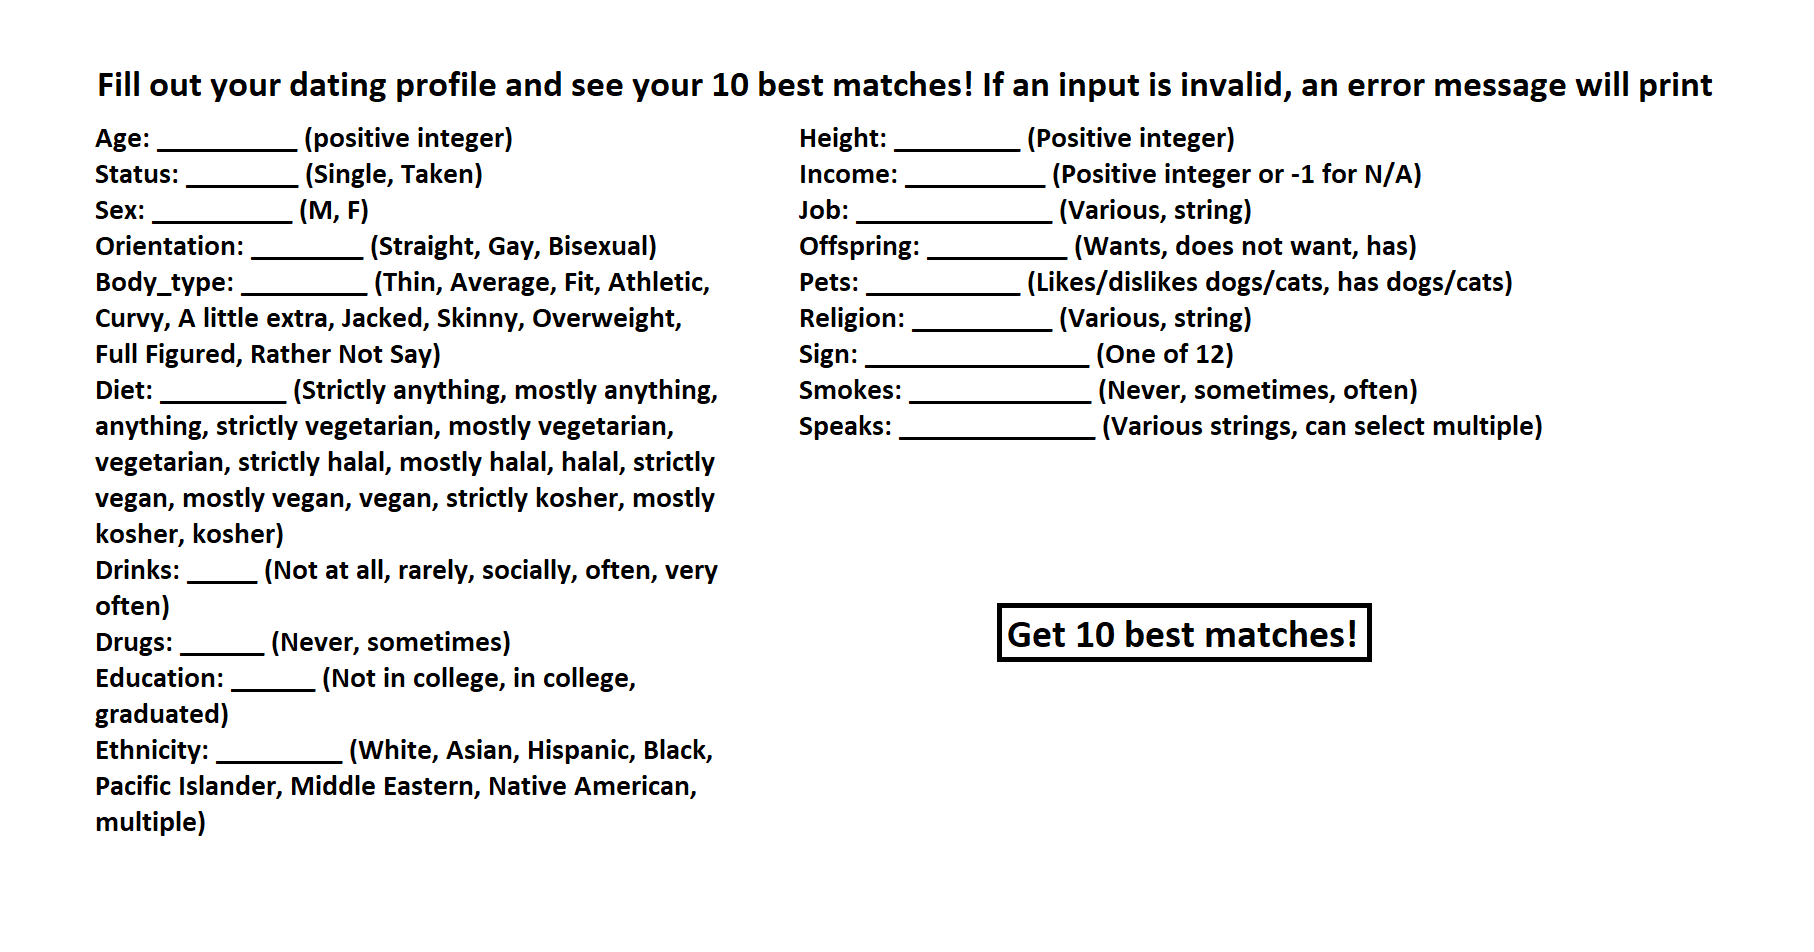 Fill out your dating profile and see your 10 best matches! If an input is invalid, an error message will print
Age: __________ (positive integer)
Status: ________ (Single, Taken)
Sex: __________ (M, F)
Orientation: ________ (Straight, Gay, Bisexual)
Body_type: _________ (Thin, Average, Fit, Athletic,
Curvy, A little extra, Jacked, Skinny, Overweight,
Full Figured, Rather Not Say)
Diet: _________ (Strictly anything, mostly anything,
anything, strictly vegetarian, mostly vegetarian,
vegetarian, strictly halal, mostly halal, halal, strictly
vegan, mostly vegan, vegan, strictly kosher, mostly
kosher, kosher)
Drinks: _____ (Not at all, rarely, socially, often, very
often)
Drugs: ______ (Never, sometimes)
Education: ______ (Not in college, in college,
graduated)
Ethnicity: _________ (White, Asian, Hispanic, Black,
Pacific Islander, Middle Eastern, Native American,
multiple)
Height: _________ (Positive integer)
Income: __________ (Positive integer or -1 for N/A)
Job: ______________ (Various, string)
Offspring: __________ (Wants, does not want, has)
Pets: ___________ (Likes/dislikes dogs/cats, has dogs/cats)
Religion: __________ (Various, string)
Sign: ________________ (One of 12)
Smokes: _____________ (Never, sometimes, often)
Speaks: ______________ (Various strings, can select multiple)
Get 10 best matches!